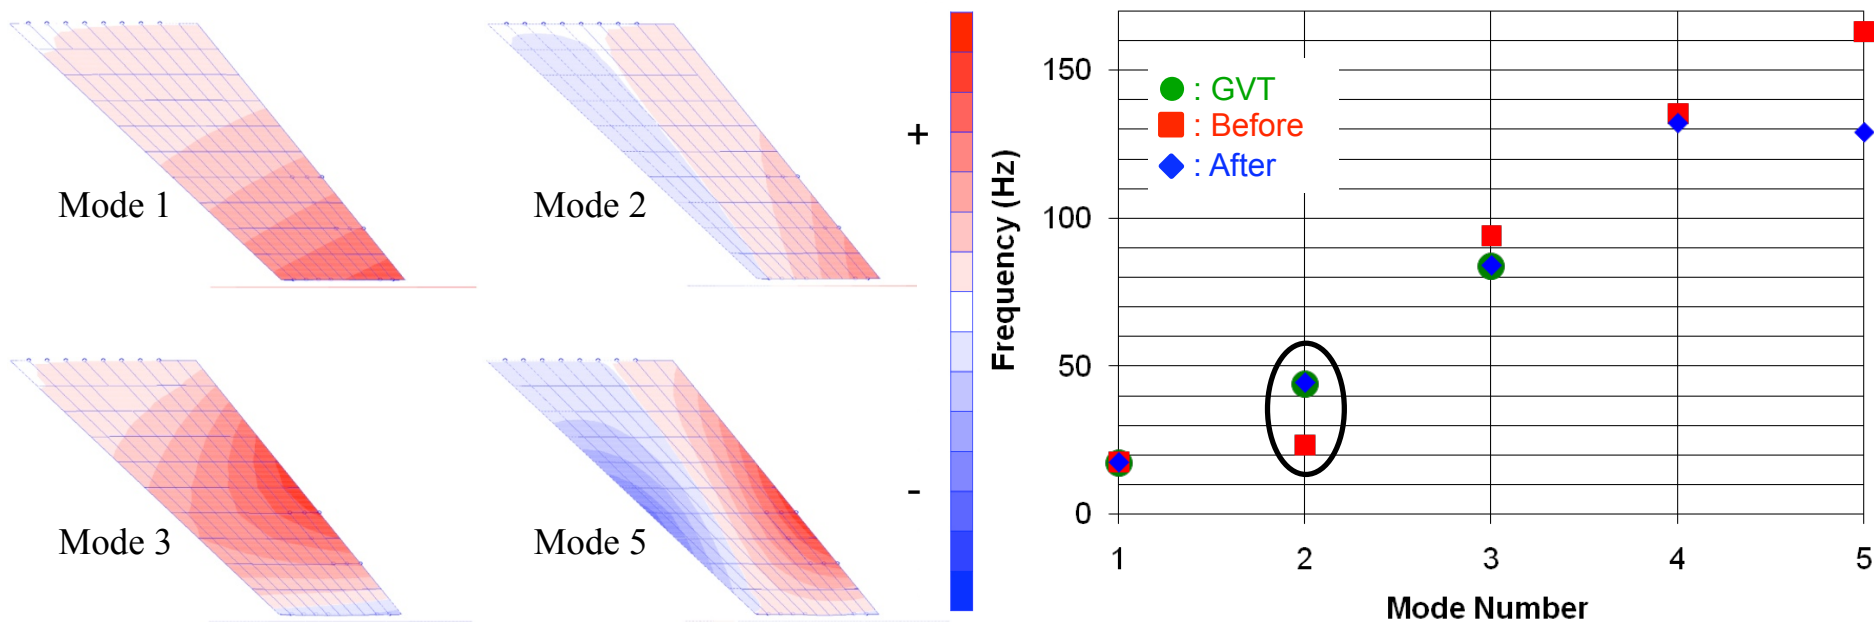 Mode 1
Mode 2
Mode 3
Mode 5
+
-
Frequency (Hz)
150
100
50
0
: GVT
: Before
: After
1 2 3 4 5
Mode Number